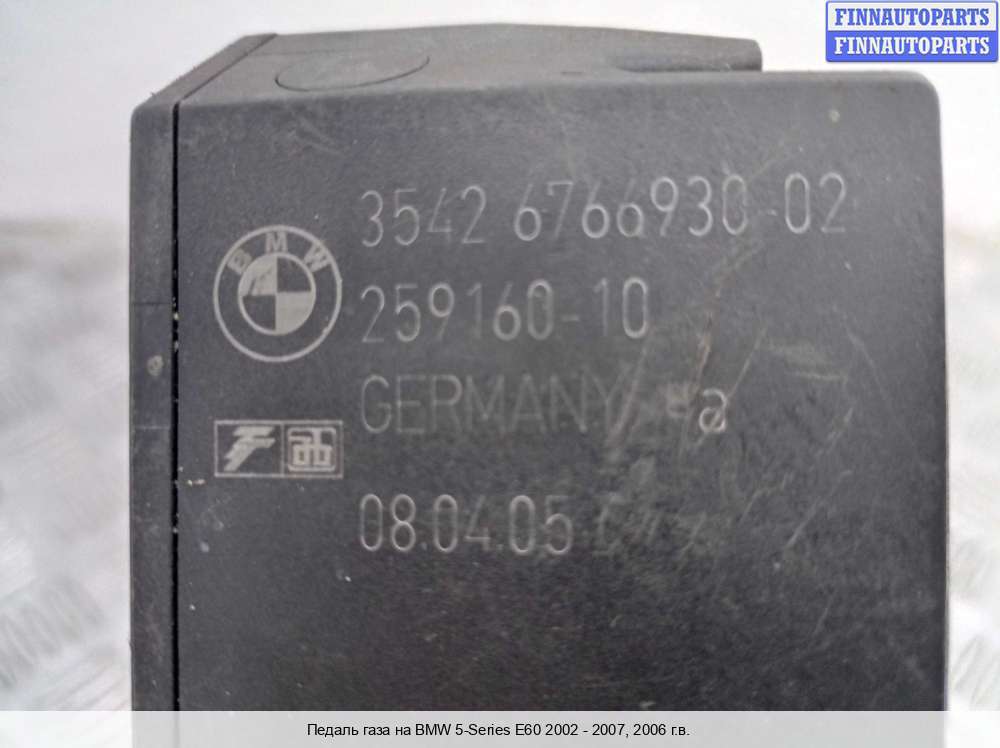 FINNAUTOPARTS
FINNAUTOPARTS
3542 6766930-02
BMW
259160-10
GERMANY
a
08.04.05
Педаль газа на BMW 5-Series E60 2002 - 2007, 2006 г.в.